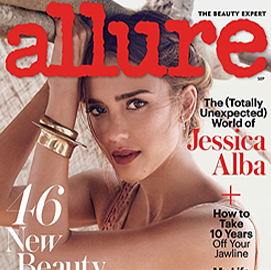 THE BEAUTY EXPERT
allure
SEP
The (Totally
Unexpected)
World of
Jessica
Alba
+
How to
Take
10 Years
Off Your
Jawline
46
New
Beauty